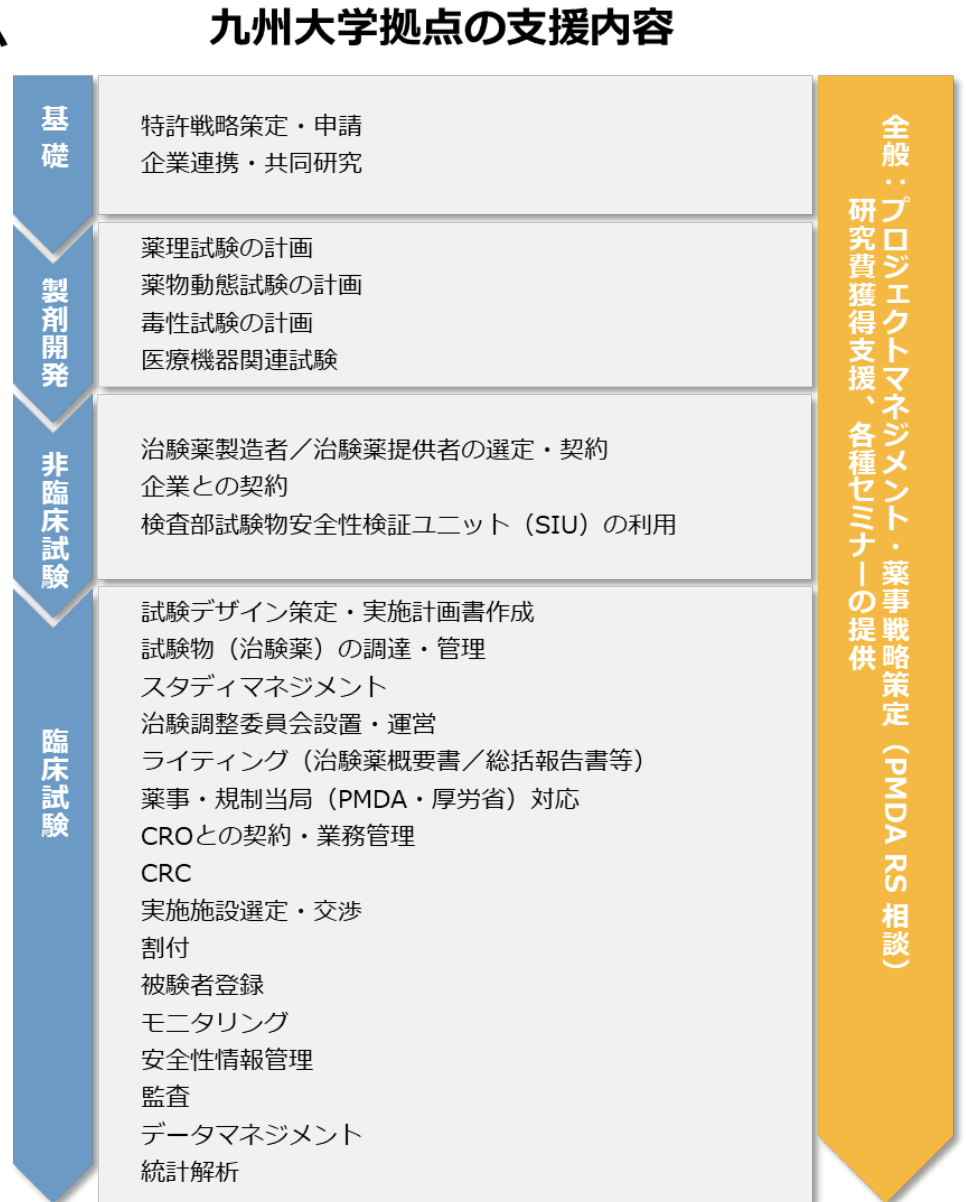 九州大学拠点の支援内容
基礎
特許戦略策定・申請
企業連携・共同研究
製剤開発
薬理試験の計画
薬物動態試験の計画
毒性試験の計画
医療機器関連試験
非臨床試験
治験薬製造者／治験薬提供者の選定・契約
企業との契約
検査部試験物安全性検証ユニット（SIU）の利用
臨床試験
試験デザイン策定・実施計画書作成
試験物（治験薬）の調達・管理
スタディマネジメント
治験調整委員会設置・運営
ライティング（治験薬概要書／総括報告書等）
薬事・規制当局（PMDA・厚労省）対応
CROとの契約・業務管理
CRC
実施施設選定・交渉
割付
被験者登録
モニタリング
安全性情報管理
監査
データマネジメント
統計解析
全般：プロジェクトマネジメント・薬事戦略策定（PMDA RS 相談）
研究費獲得支援、各種セミナーの提供